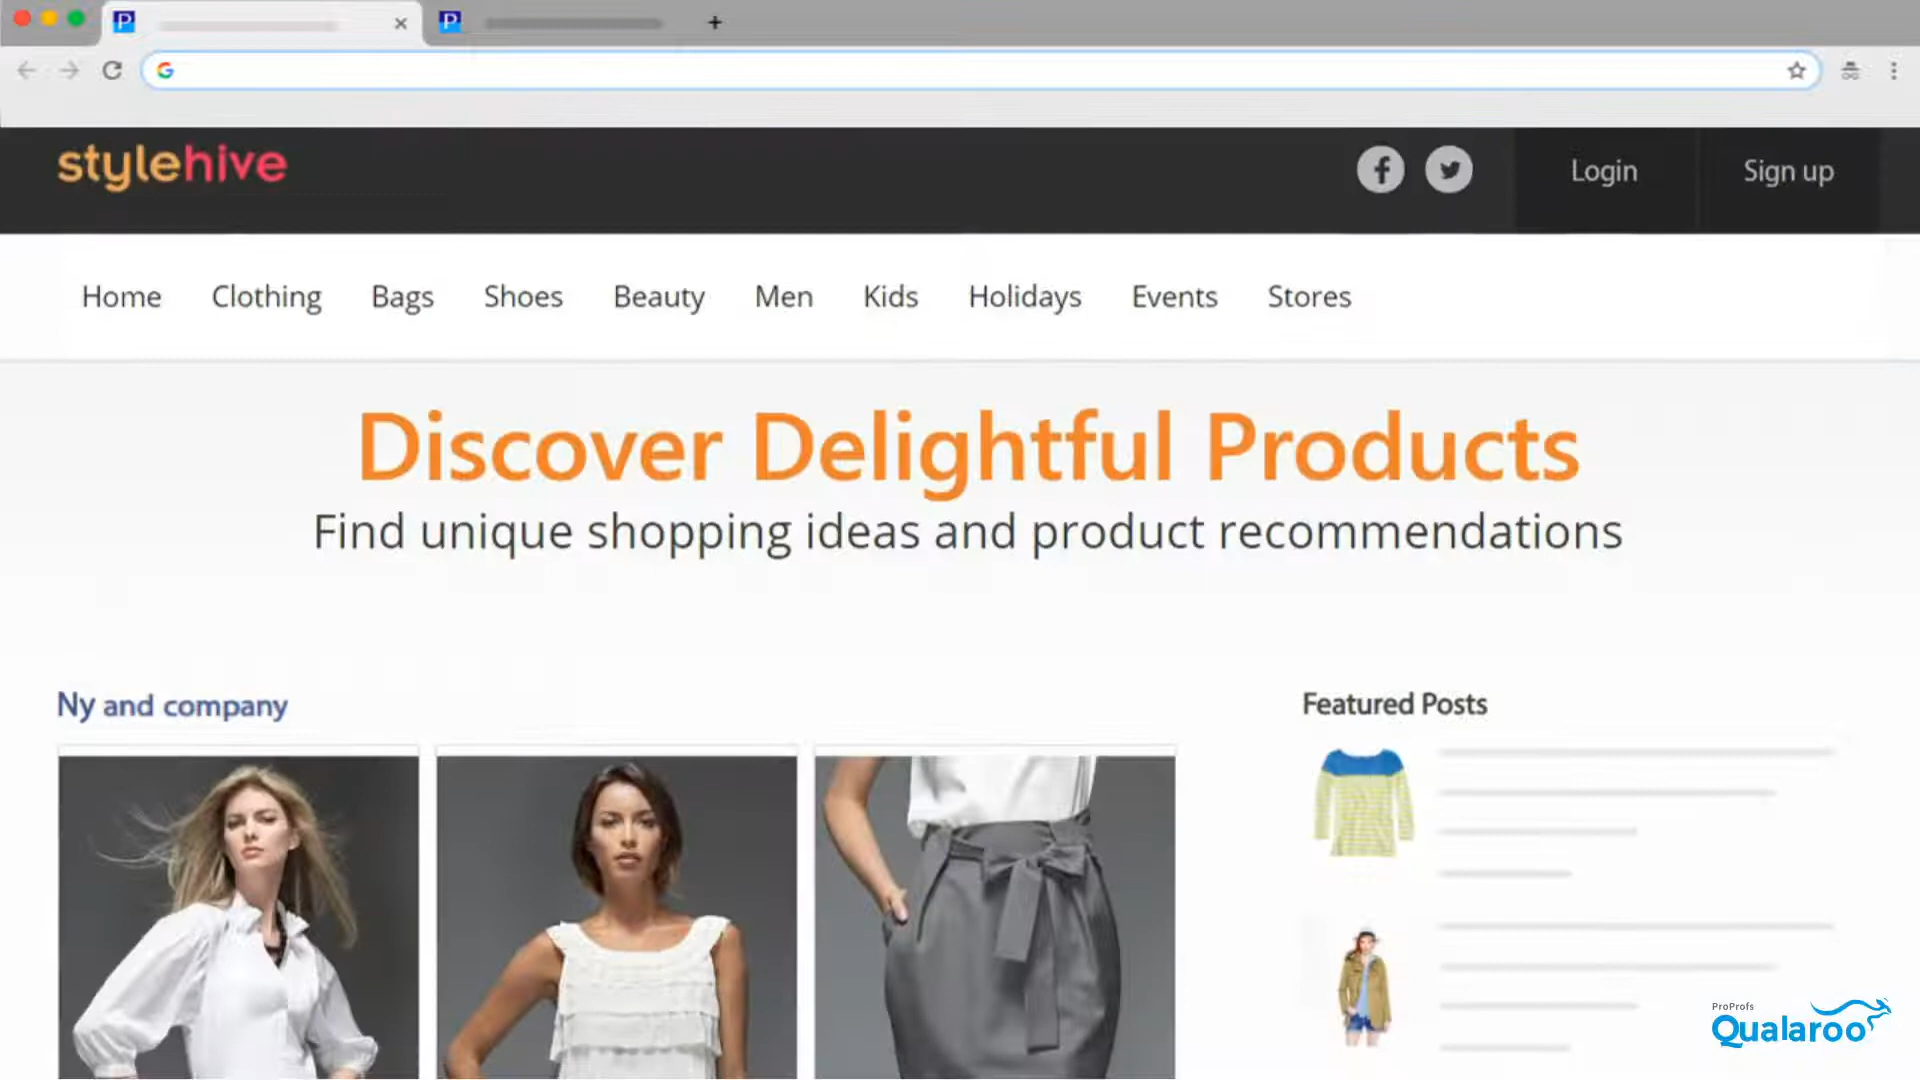 stylehive
Login
Sign up
Home
Clothing
Bags
Shoes
Beauty
Men
Kids
Holidays
Events
Stores
Discover Delightful Products
Find unique shopping ideas and product recommendations
Ny and company
Featured Posts
ProProfs
Qualaroo